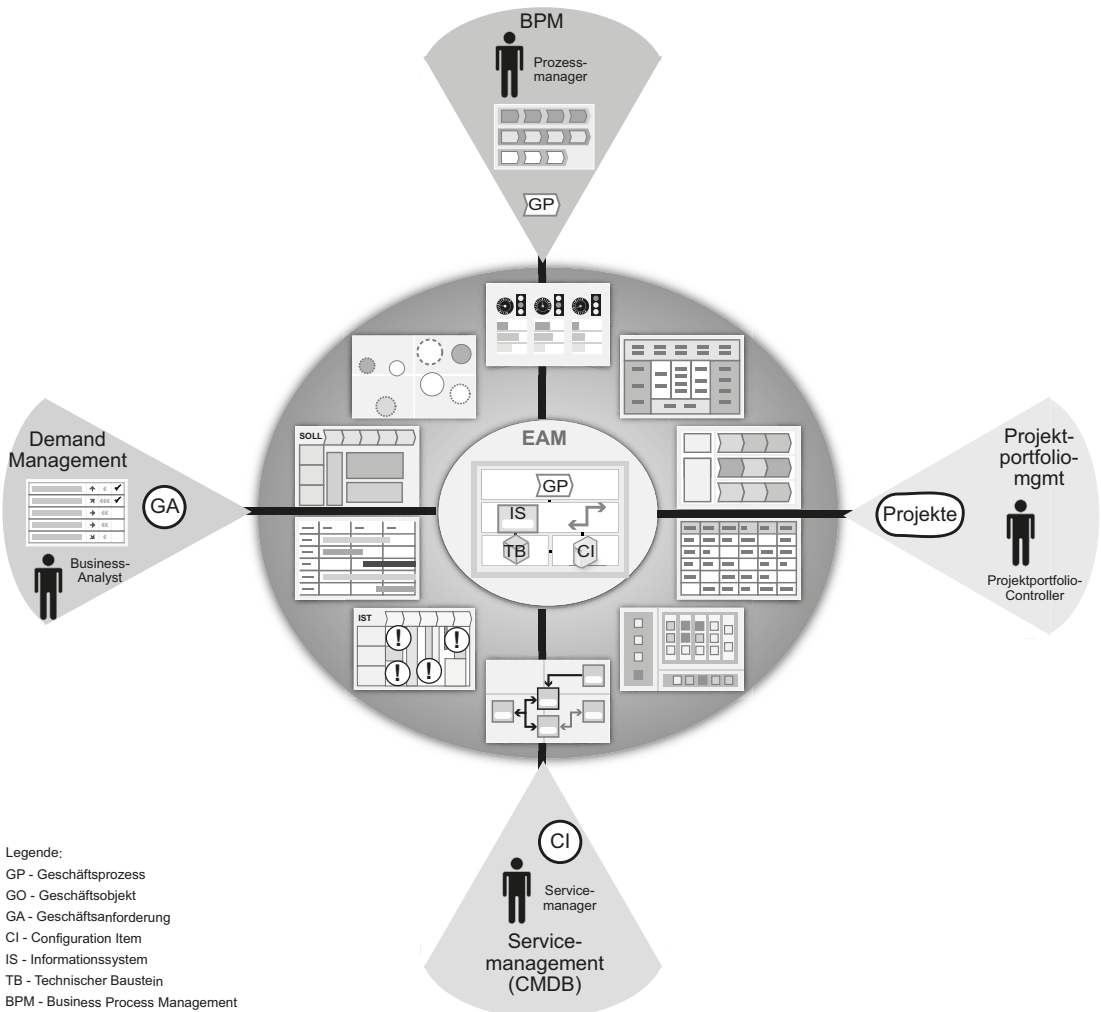 BPM
Prozess-
manager
GP
SOLL
EAM
GP
IS
TB
CI
IST
! ! ! !
Demand
Management
€
€€€
€€
€€
€
GA
Business-
Analyst
Projekt-
portfolio-
mgmt
Projekte
Projektportfolio-
Controller
CI
Service-
manager
Service-
management
(CMDB)
Legende:
GP - Geschäftsprozess
GO - Geschäftsobjekt
GA - Geschäftsanforderung
CI - Configuration Item
IS - Informationssystem
TB - Technischer Baustein
BPM - Business Process Management